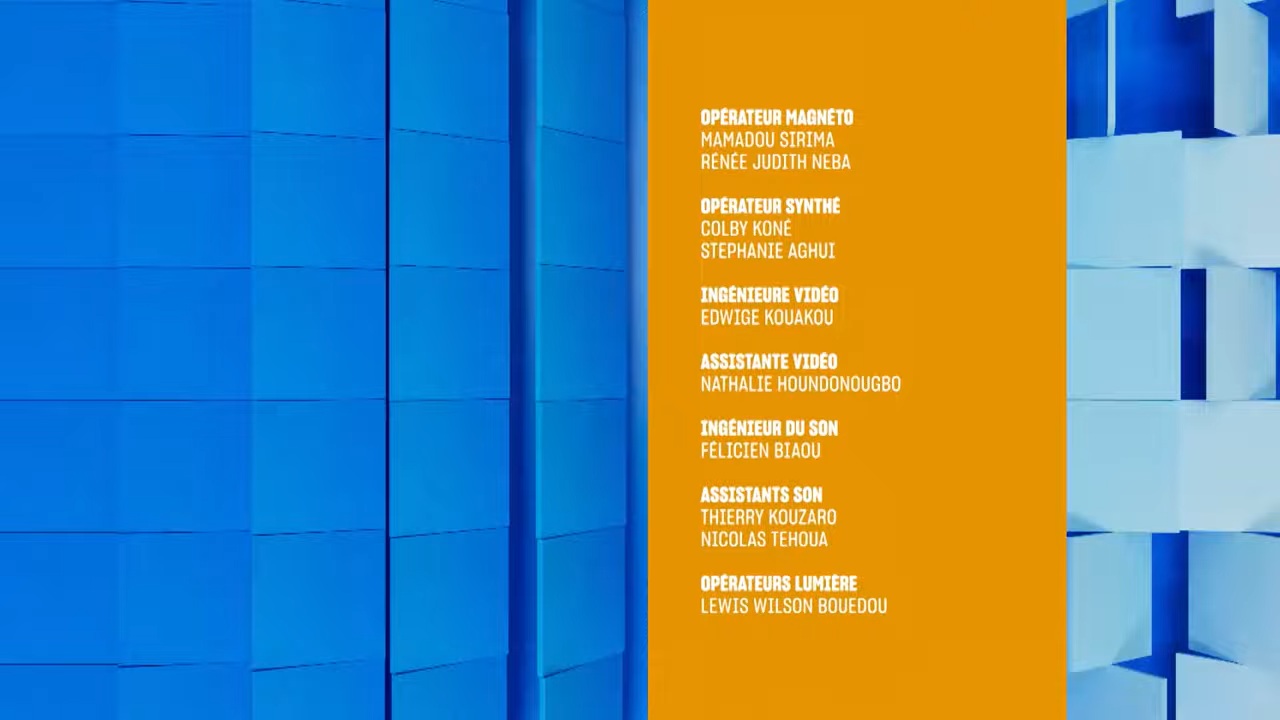 OPÉRATEUR MAGNÉTO
MAMADOU SIRIMA
RÉNÉE JUDITH NEBA
OPÉRATEUR SYNTHÉ
COLBY KONÉ
STEPHANIE AGHUI
INGÉNIEURE VIDÉO
EDWIGE KOUAKOU
ASSISTANTE VIDÉO
NATHALIE HOUNDONOUGBO
INGÉNIEUR DU SON
FÉLICIEN BIAOU
ASSISTANTS SON
THIERRY KOUZARO
NICOLAS TEHOUA
OPÉRATEURS LUMIÈRE
LEWIS WILSON BOUEDOU